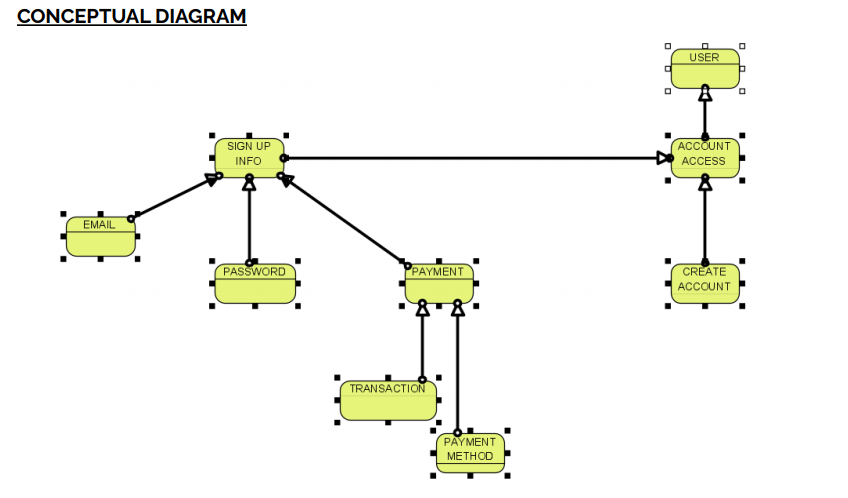 CONCEPTUAL DIAGRAM
USER
SIGN UP
INFO
ACCOUNT
ACCESS
EMAIL
PASSWORD
PAYMENT
CREATE
ACCOUNT
TRANSACTION
PAYMENT
METHOD